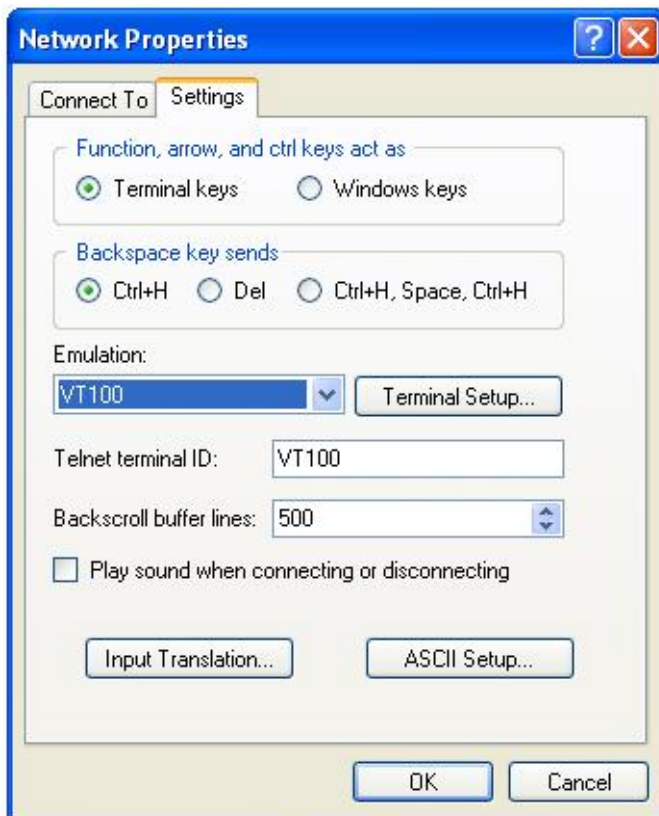 Network Properties
Connect To Settings
Function, arrow, and ctrl keys act as
Terminal keys Windows keys
Backspace key sends
Ctrl+H Del Ctrl+H, Space, Ctrl+H
Emulation:
VT100 Terminal Setup...
Telnet terminal ID: VT100
Backscroll buffer lines: 500
Play sound when connecting or disconnecting
Input Translation... ASCII Setup...
OK Cancel